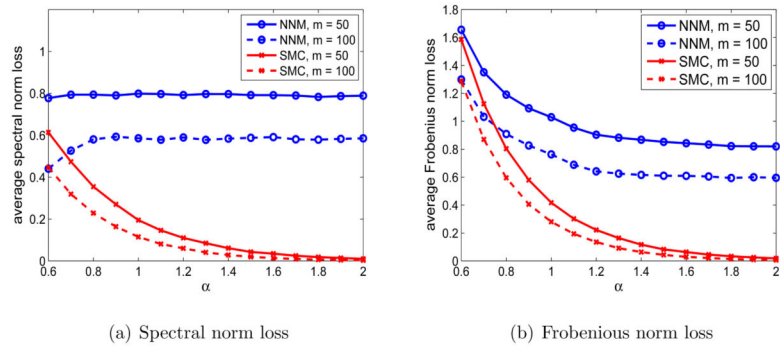 average spectral norm loss
1
0.8
0.6
0.4
0.2
0
NNM, m = 50
NNM, m = 100
SMC, m = 50
SMC, m = 100
0.6 0.8 1 1.2 1.4 1.6 1.8 2
α
(a) Spectral norm loss
average Frobenius norm loss
1.8
1.6
1.4
1.2
1
0.8
0.6
0.4
0.2
0
NNM, m = 50
NNM, m = 100
SMC, m = 50
SMC, m = 100
0.6 0.8 1 1.2 1.4 1.6 1.8 2
α
(b) Frobenious norm loss